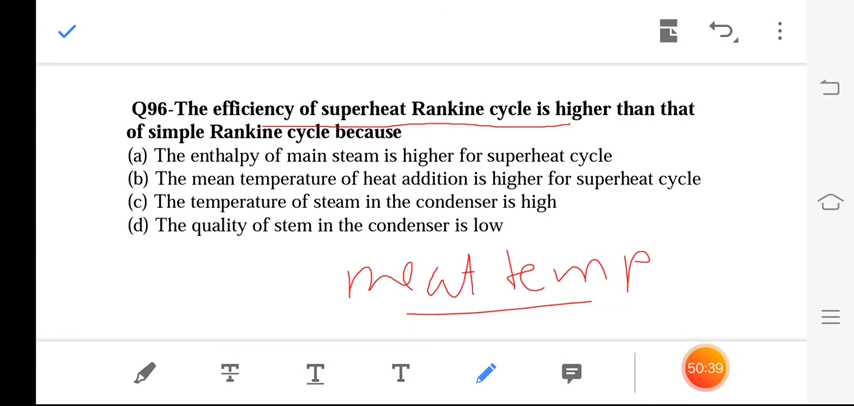 Q96-The efficiency of superheat Rankine cycle is higher than that
of simple Rankine cycle because
(a) The enthalpy of main steam is higher for superheat cycle
(b) The mean temperature of heat addition is higher for superheat cycle
(c) The temperature of steam in the condenser is high
(d) The quality of stem in the condenser is low
meat temp
T T T
50:39